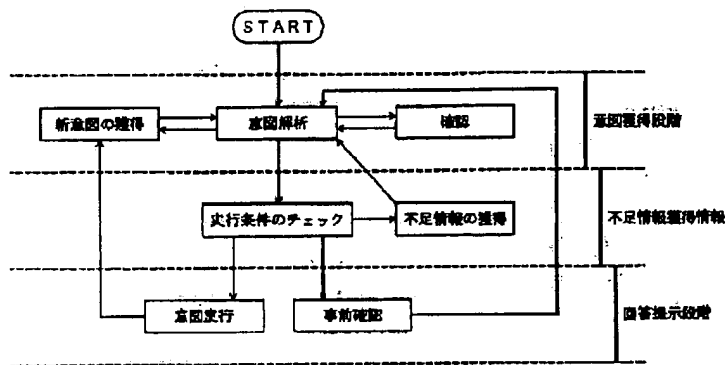 START
新意図の獲得
意図解析
確認
意図獲得段階
実行条件のチェック
不足情報の獲得
不足情報獲得情報
意図実行
事前確認
回答提示段階